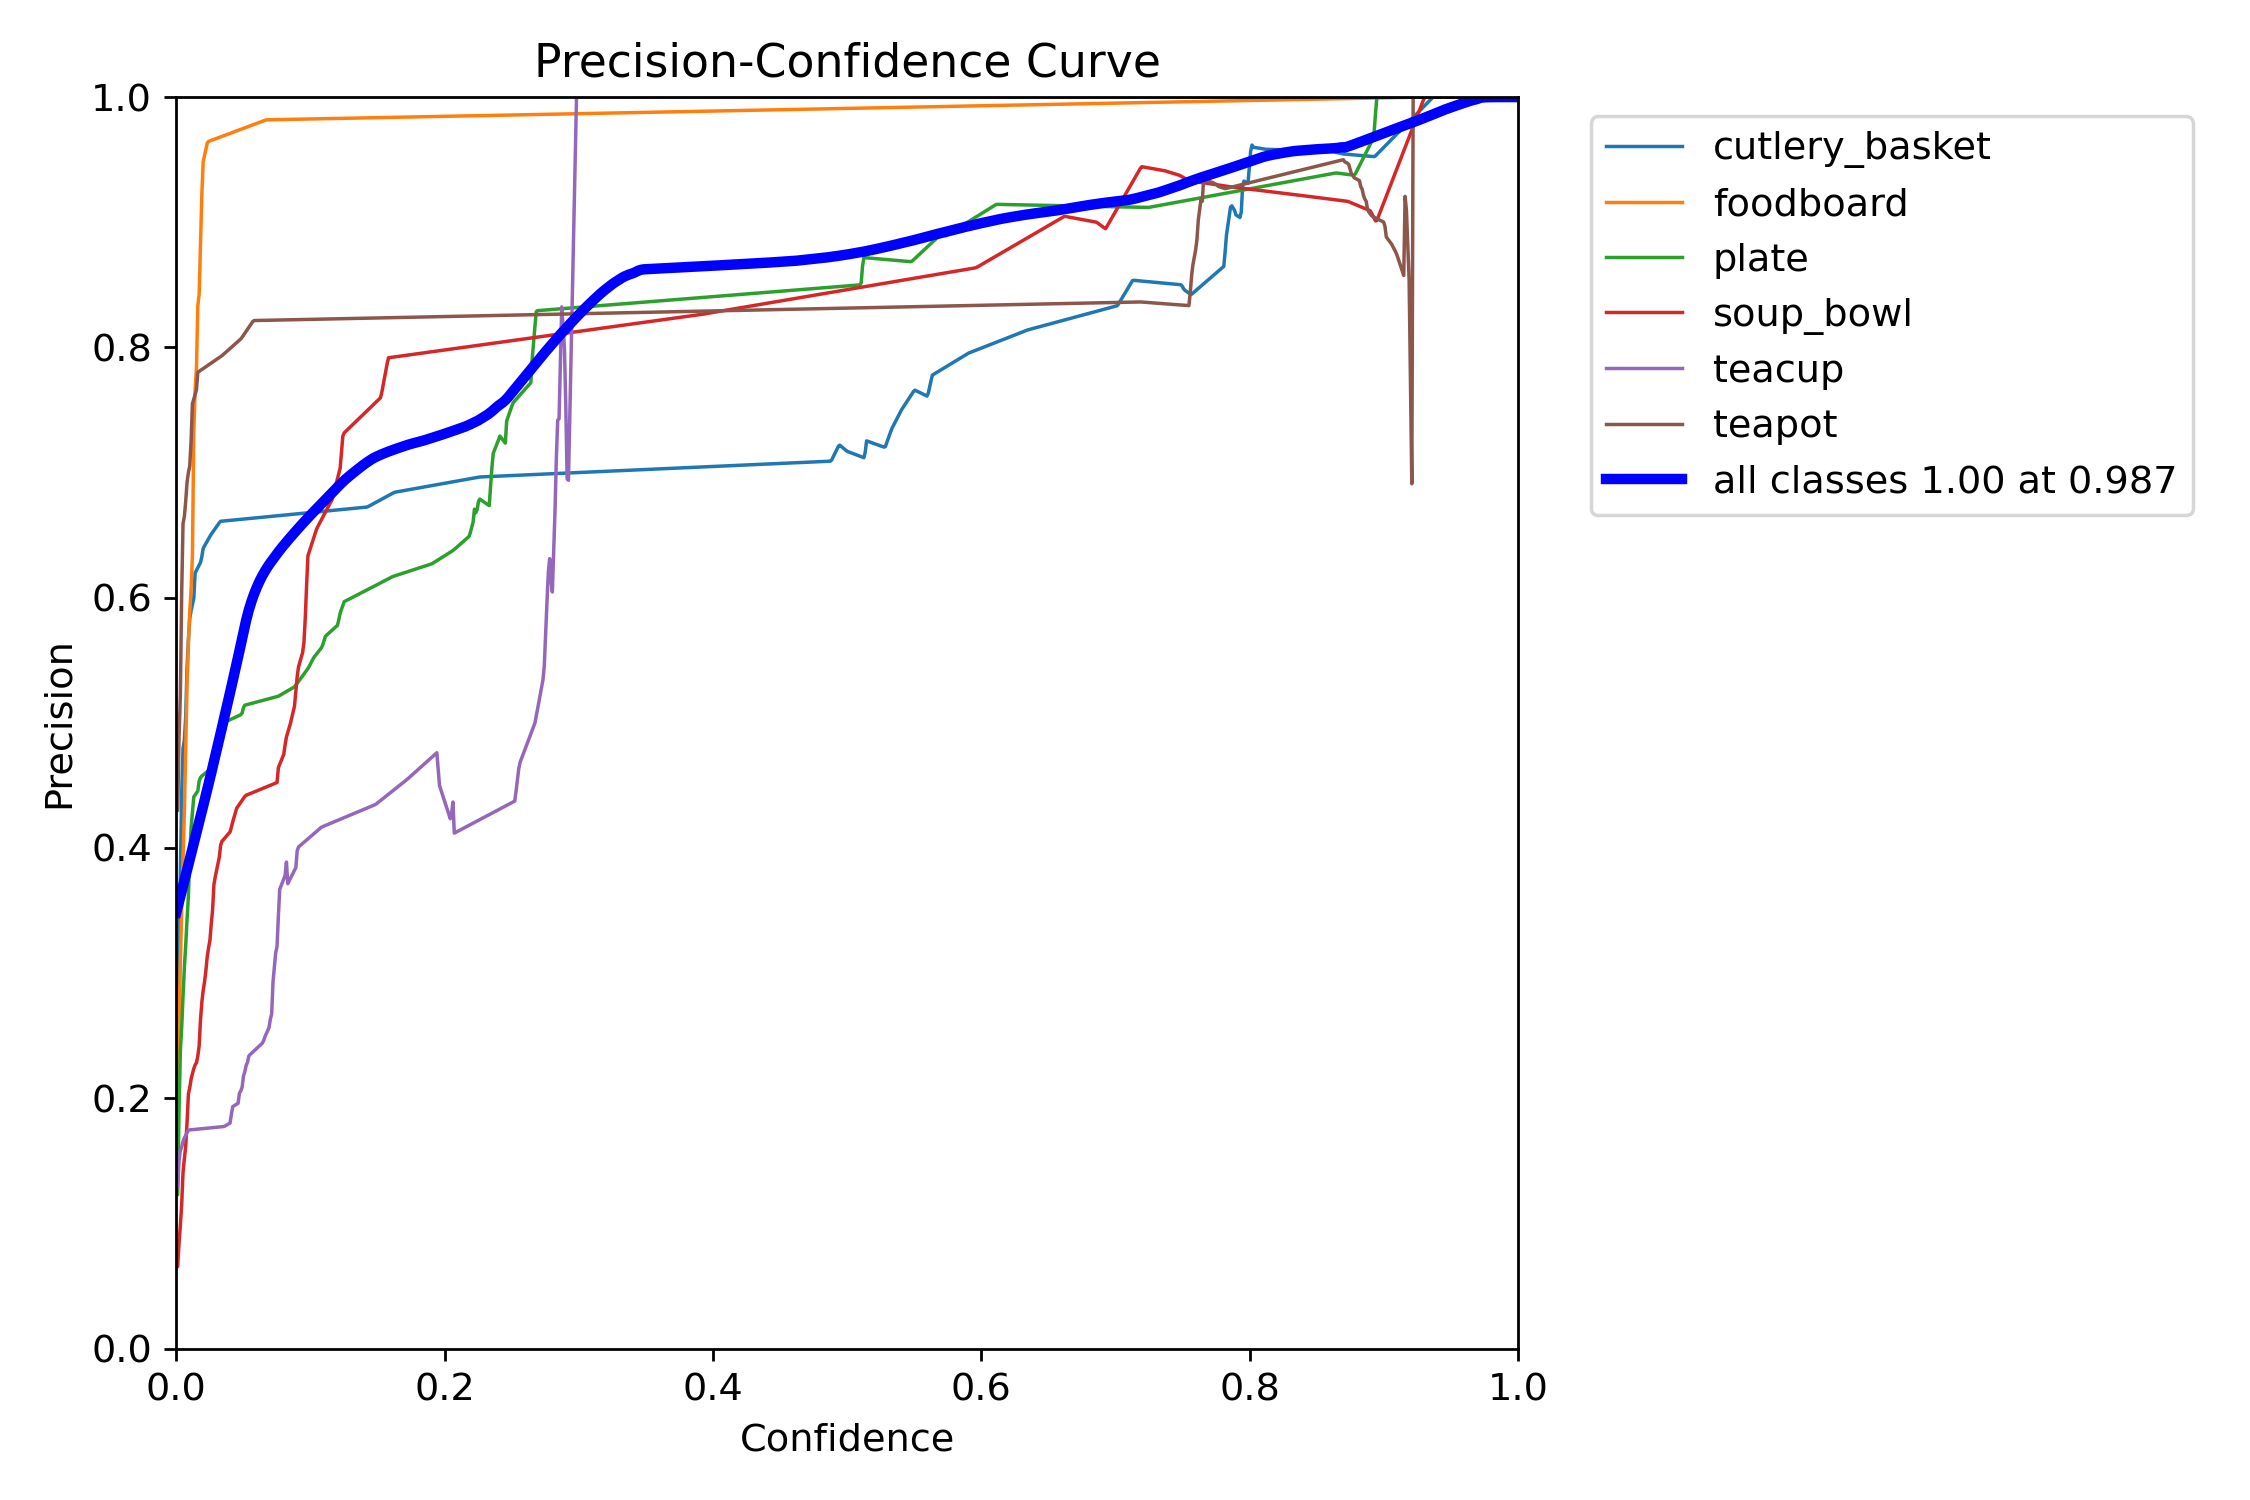 Precision-Confidence Curve
1.0
0.8
0.6
0.4
0.2
0.0
Precision
0.0 0.2 0.4 0.6 0.8 1.0
Confidence
cutlery_basket
foodboard
plate
soup_bowl
teacup
teapot
all classes 1.00 at 0.987